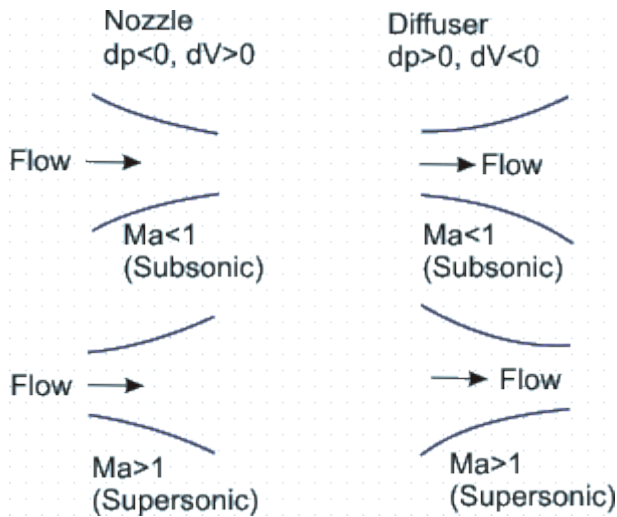 Nozzle
dp<0, dV>0
Diffuser
dp>0, dV<0
Flow
Flow
Ma<1
(Subsonic)
Ma<1
(Subsonic)
Flow
Flow
Ma>1
(Supersonic)
Ma>1
(Supersonic)